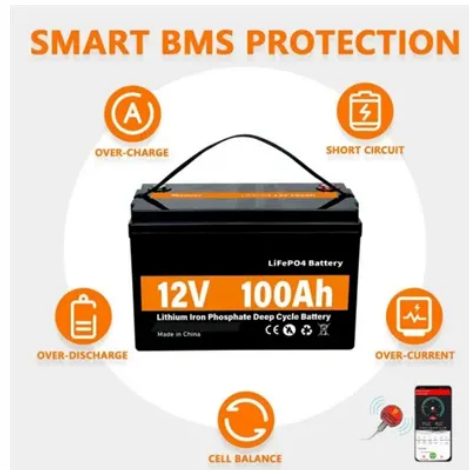 SMART BMS PROTECTION
OVER-CHARGE
SHORT CIRCUIT
LiFePO4 Battery
12V 100Ah
Lithium Iron Phosphate Deep Cycle Battery
Made in China
OVER-DISCHARGE
OVER-CURRENT
CELL BALANCE